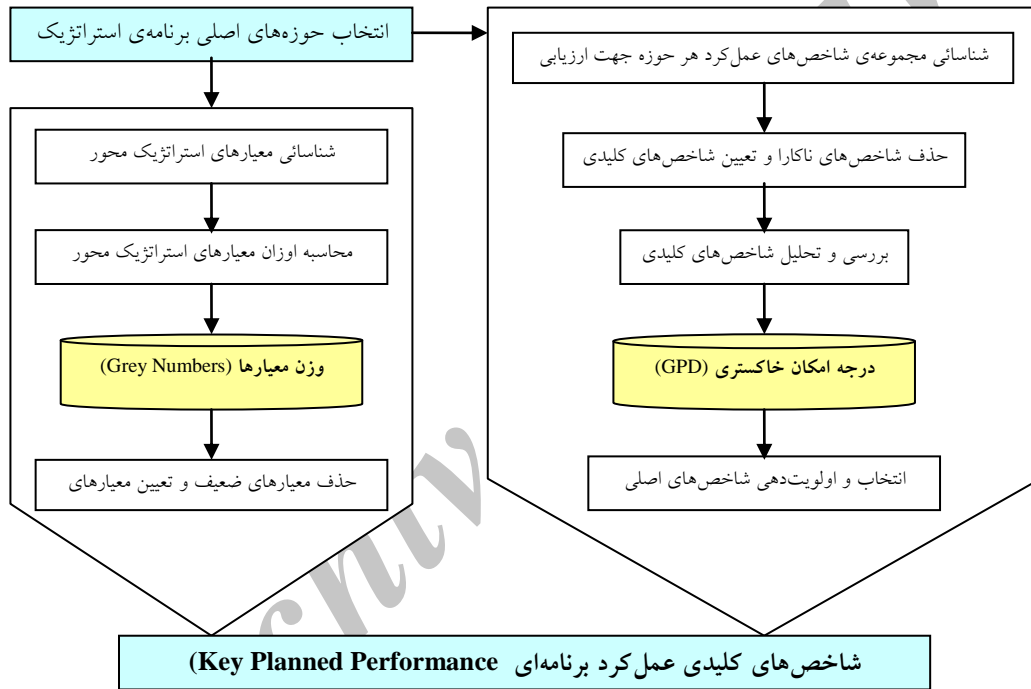 انتخاب حوزه‌های اصلی برنامه‌ی استراتژیک
شناسائی مجموعه‌ی شاخص‌های عمل‌کرد هر حوزه جهت ارزیابی
حذف شاخص‌های ناکارا و تعیین شاخص‌های کلیدی
بررسی و تحلیل شاخص‌های کلیدی
درجه امکان خاکستری (GPD)
انتخاب و اولویت‌دهی شاخص‌های اصلی
شناسائی معیارهای استراتژیک محور
محاسبه اوزان معیارهای استراتژیک محور
وزن معیارها (Grey Numbers)
حذف معیارهای ضعیف و تعیین معیارهای
شاخص‌های کلیدی عمل‌کرد برنامه‌ای Key Planned Performance)